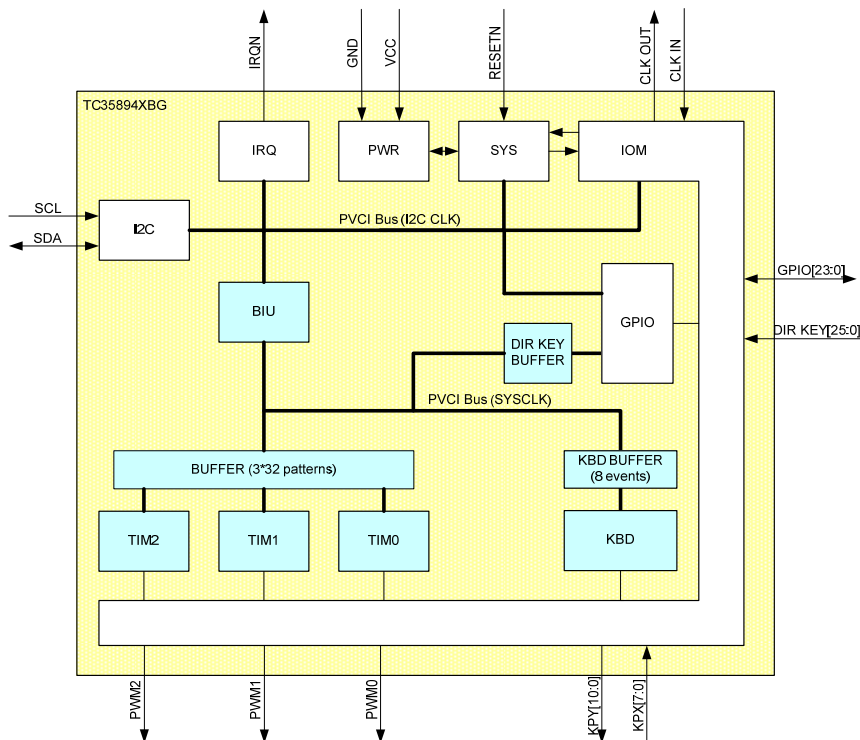 IRQN
GND
VCC
RESETN
CLK OUT
CLK IN
TC35894XBG
IRQ
PWR
SYS
IOM
SCL
SDA
I2C
PVCI Bus (I2C CLK)
BIU
GPIO
GPIO[23:0]
DIR KEY[25:0]
DIR KEY
BUFFER
PVCI Bus (SYSCLK)
BUFFER (3*32 patterns)
KBD BUFFER
(8 events)
TIM2
TIM1
TIM0
KBD
PWM2
PWM1
PWM0
KPY[10:0]
KPX[7:0]